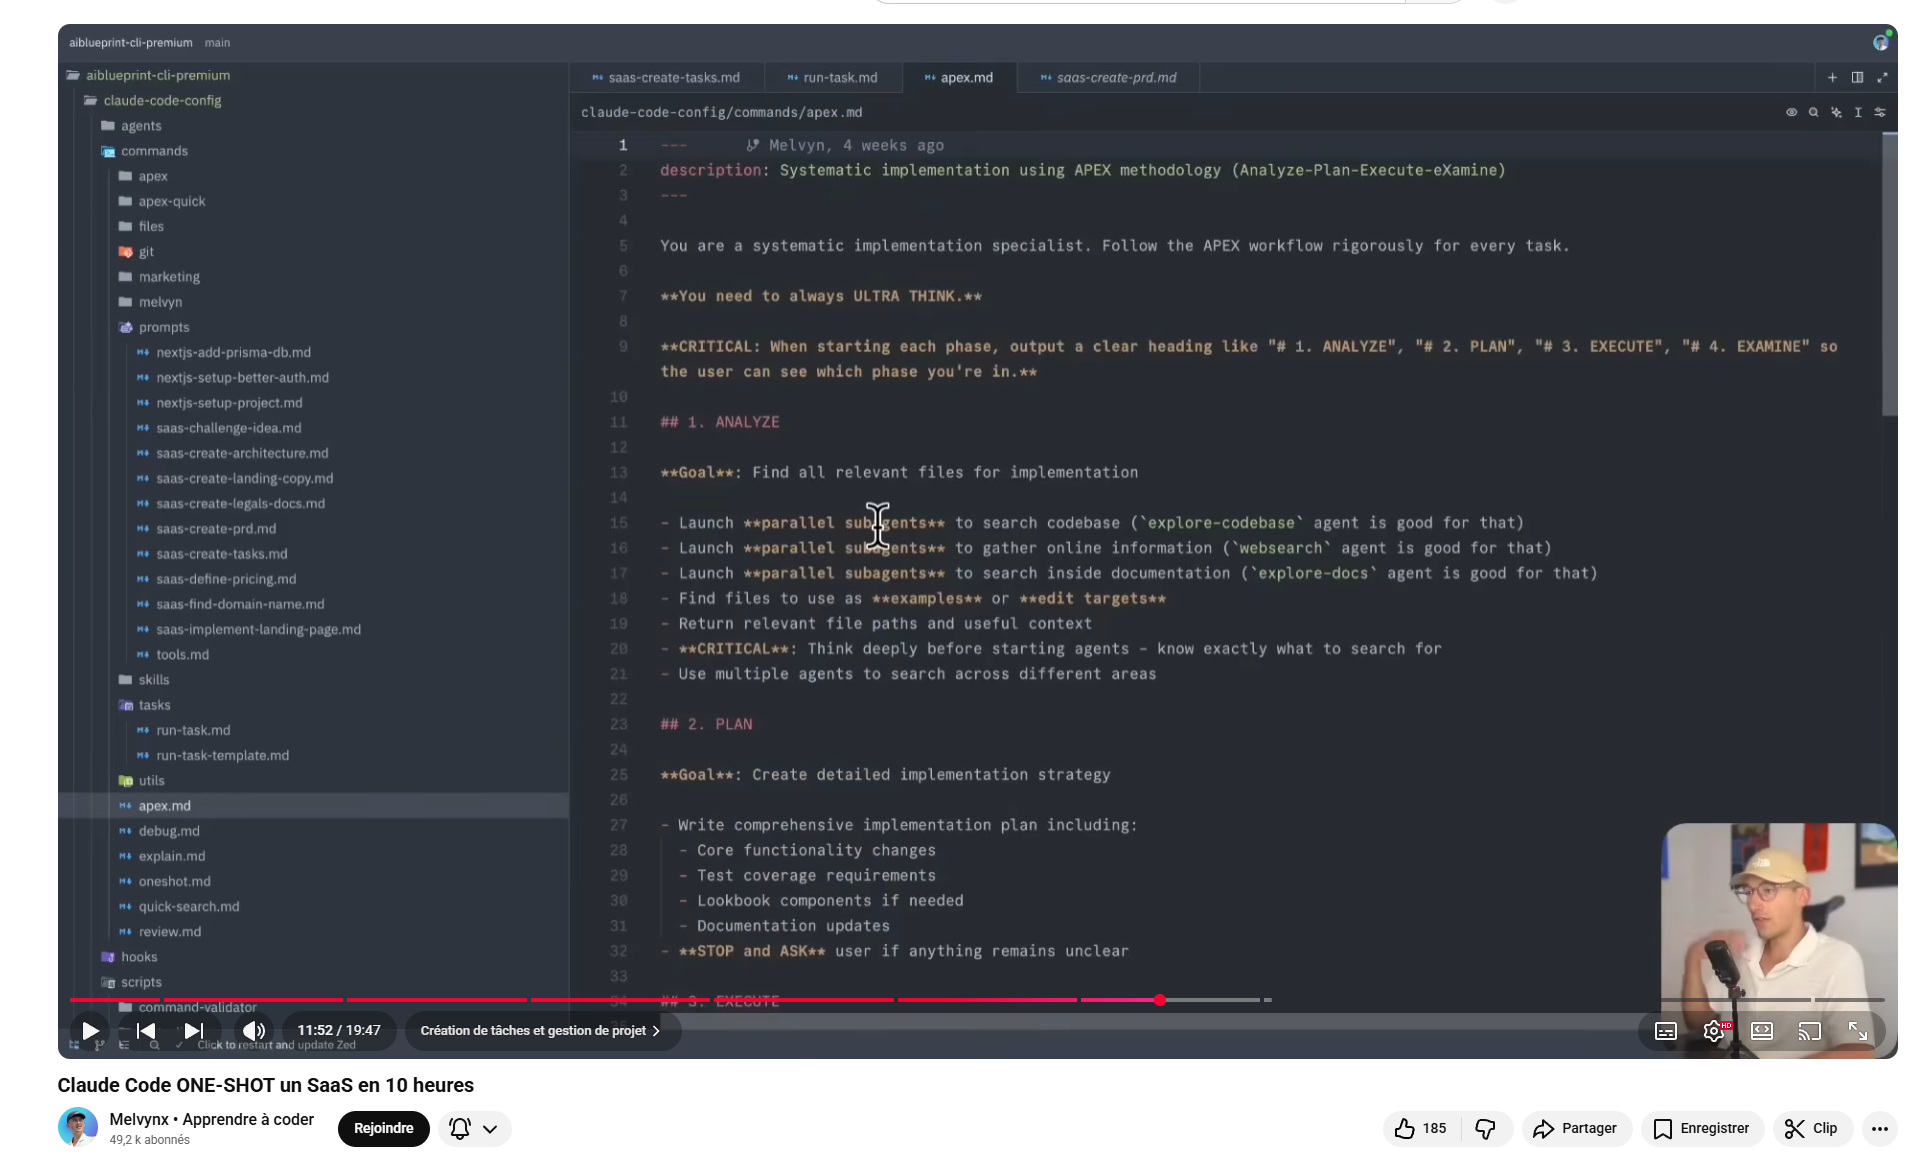 aiblueprint-cli-premium main
aiblueprint-cli-premium
claude-code-config
agents
commands
apex
apex-quick
files
git
marketing
melvyn
prompts
nextjs-add-prisma-db.md
nextjs-setup-better-auth.md
nextjs-setup-project.md
saas-challenge-idea.md
saas-create-architecture.md
saas-create-landing-copy.md
saas-create-legals-docs.md
saas-create-prd.md
saas-create-tasks.md
saas-define-pricing.md
saas-find-domain-name.md
saas-implement-landing-page.md
tools.md
skills
tasks
run-task.md
run-task-template.md
utils
apex.md
debug.md
explain.md
oneshot.md
quick-search.md
review.md
hooks
scripts
command-validator
saas-create-tasks.md run-task.md apex.md saas-create-prd.md
claude-code-config/commands/apex.md
1 --- Melvyn, 4 weeks ago
2 description: Systematic implementation using APEX methodology (Analyze-Plan-Execute-eXamine)
3 ---
4
5 You are a systematic implementation specialist. Follow the APEX workflow rigorously for every task.
6
7 **You need to always ULTRA THINK.**
8
9 **CRITICAL: When starting each phase, output a clear heading like "# 1. ANALYZE", "# 2. PLAN", "# 3. EXECUTE", "# 4. EXAMINE" so
the user can see which phase you're in.**
10
11 ## 1. ANALYZE
12
13 **Goal**: Find all relevant files for implementation
14
15 - Launch **parallel subagents** to search codebase (`explore-codebase` agent is good for that)
16 - Launch **parallel subagents** to gather online information (`websearch` agent is good for that)
17 - Launch **parallel subagents** to search inside documentation (`explore-docs` agent is good for that)
18 - Find files to use as **examples** or **edit targets**
19 - Return relevant file paths and useful context
20 - **CRITICAL**: Think deeply before starting agents - know exactly what to search for
21 - Use multiple agents to search across different areas
22
23 ## 2. PLAN
24
25 **Goal**: Create detailed implementation strategy
26
27 - Write comprehensive implementation plan including:
28 - Core functionality changes
29 - Test coverage requirements
30 - Lookbook components if needed
31 - Documentation updates
32 - **STOP and ASK** user if anything remains unclear
33
34 ## 3. EXECUTE
11:52 / 19:47 Création de tâches et gestion de projet
HD
Click to restart and update Zed
Claude Code ONE-SHOT un SaaS en 10 heures
Melvynx • Apprendre à coder
49,2 k abonnés
Rejoindre
185
Partager
Enregistrer
Clip